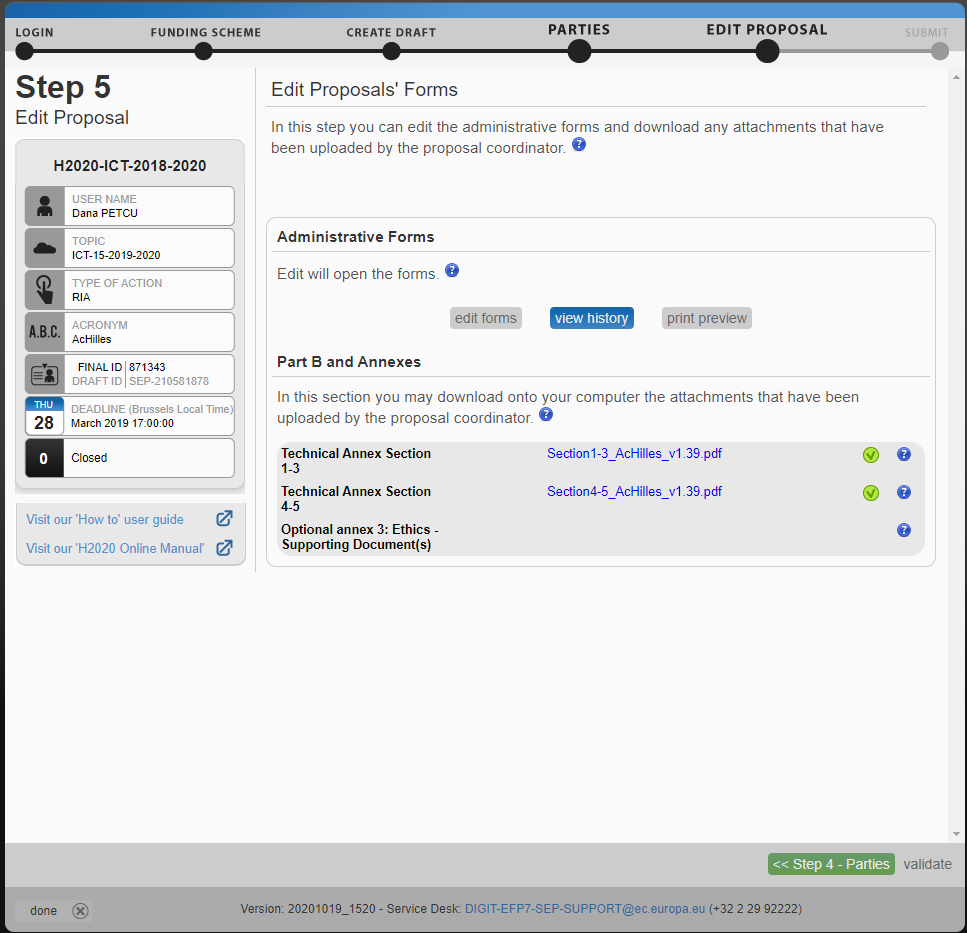 LOGIN
FUNDING SCHEME
CREATE DRAFT
PARTIES
EDIT PROPOSAL
SUBMIT
Step 5
Edit Proposal
H2020-ICT-2018-2020
USER NAME
Dana PETCU
TOPIC
ICT-15-2019-2020
TYPE OF ACTION
RIA
A.B.C.
ACRONYM
AcHilles
FINAL ID 871343
DRAFT ID SEP-210581878
THU
28
DEADLINE (Brussels Local Time)
March 2019 17:00:00
0
Closed
Visit our 'How to' user guide
Visit our 'H2020 Online Manual'
Edit Proposals' Forms
In this step you can edit the administrative forms and download any attachments that have
been uploaded by the proposal coordinator. ?
Administrative Forms
Edit will open the forms. ?
edit forms
view history
print preview
Part B and Annexes
In this section you may download onto your computer the attachments that have been
uploaded by the proposal coordinator. ?
Technical Annex Section
1-3
Section1-3_AcHilles_v1.39.pdf
?
Technical Annex Section
4-5
Section4-5_AcHilles_v1.39.pdf
?
Optional annex 3: Ethics -
Supporting Document(s)
?
<< Step 4 - Parties
validate
done
Version: 20201019_1520 - Service Desk: DIGIT-EFP7-SEP-SUPPORT@ec.europa.eu (+32 2 29 92222)